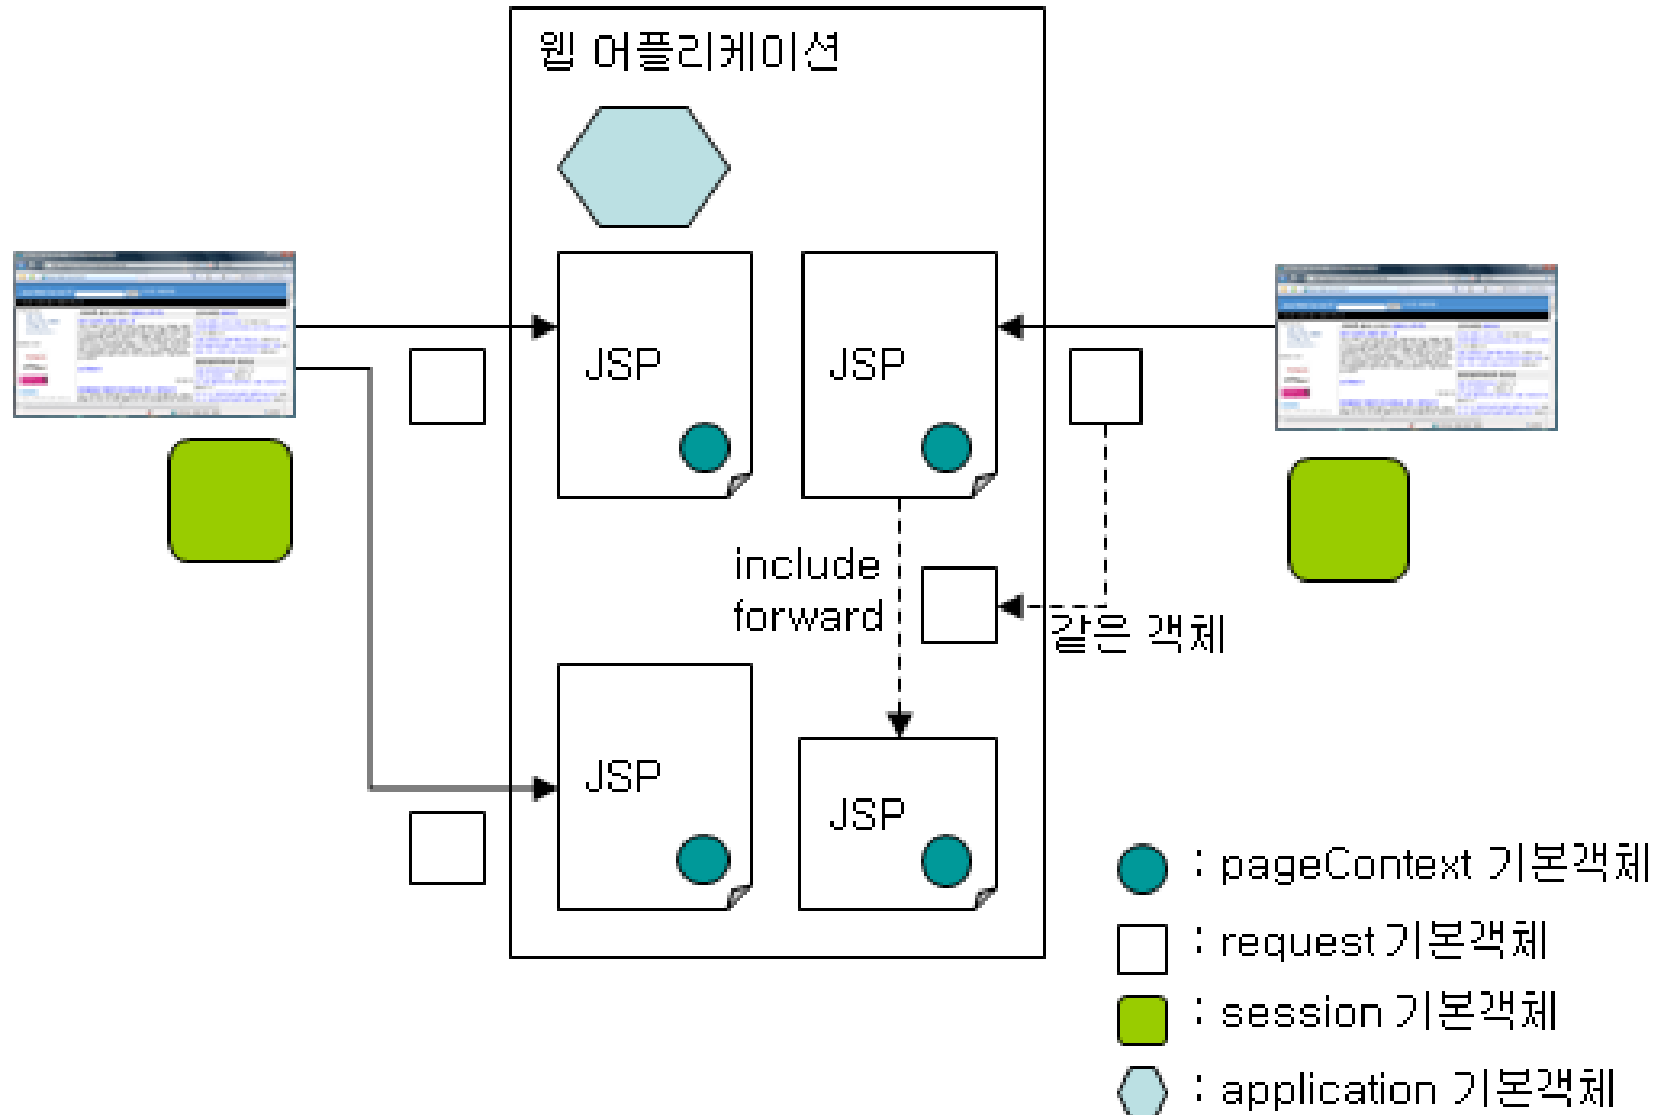 웹 어플리케이션
JSP
JSP
include
forward
같은 객체
JSP
JSP
: pageContext 기본객체
: request 기본객체
: session 기본객체
: application 기본객체